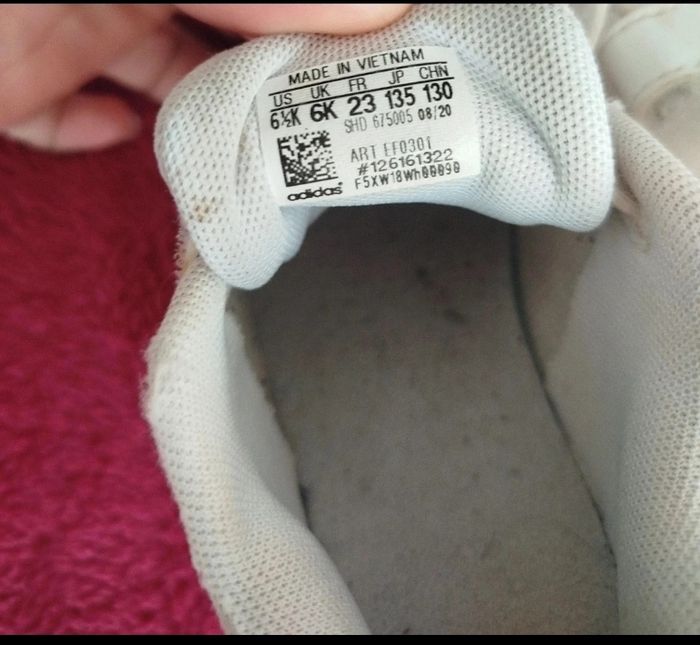 MADE IN VIETNAM
US UK FR JP CHN
6½K 6K 23 135 130
SHD 675005 08/20
ART EF0301
#126161322
adidas